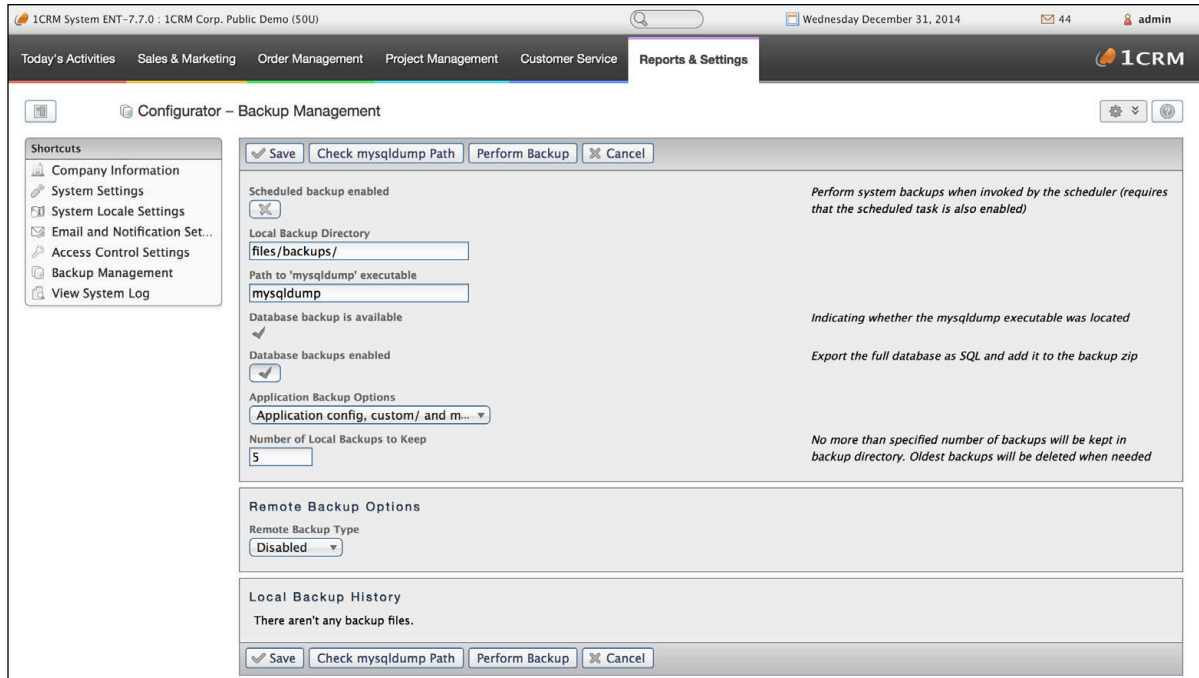 1CRM System ENT-7.7.0 : 1CRM Corp. Public Demo (50U)
Wednesday December 31, 2014
44
admin
Today's Activities
Sales & Marketing
Order Management
Project Management
Customer Service
Reports & Settings
1CRM
Configurator – Backup Management
Shortcuts
Company Information
System Settings
System Locale Settings
Email and Notification Set...
Access Control Settings
Backup Management
View System Log
Save
Check mysqldump Path
Perform Backup
Cancel
Scheduled backup enabled
Perform system backups when invoked by the scheduler (requires
that the scheduled task is also enabled)
Local Backup Directory
files/backups/
Path to 'mysqldump' executable
mysqldump
Database backup is available
Indicating whether the mysqldump executable was located
Database backups enabled
Export the full database as SQL and add it to the backup zip
Application Backup Options
Application config, custom/ and m...
Number of Local Backups to Keep
5
No more than specified number of backups will be kept in
backup directory. Oldest backups will be deleted when needed
Remote Backup Options
Remote Backup Type
Disabled
Local Backup History
There aren't any backup files.
Save
Check mysqldump Path
Perform Backup
Cancel